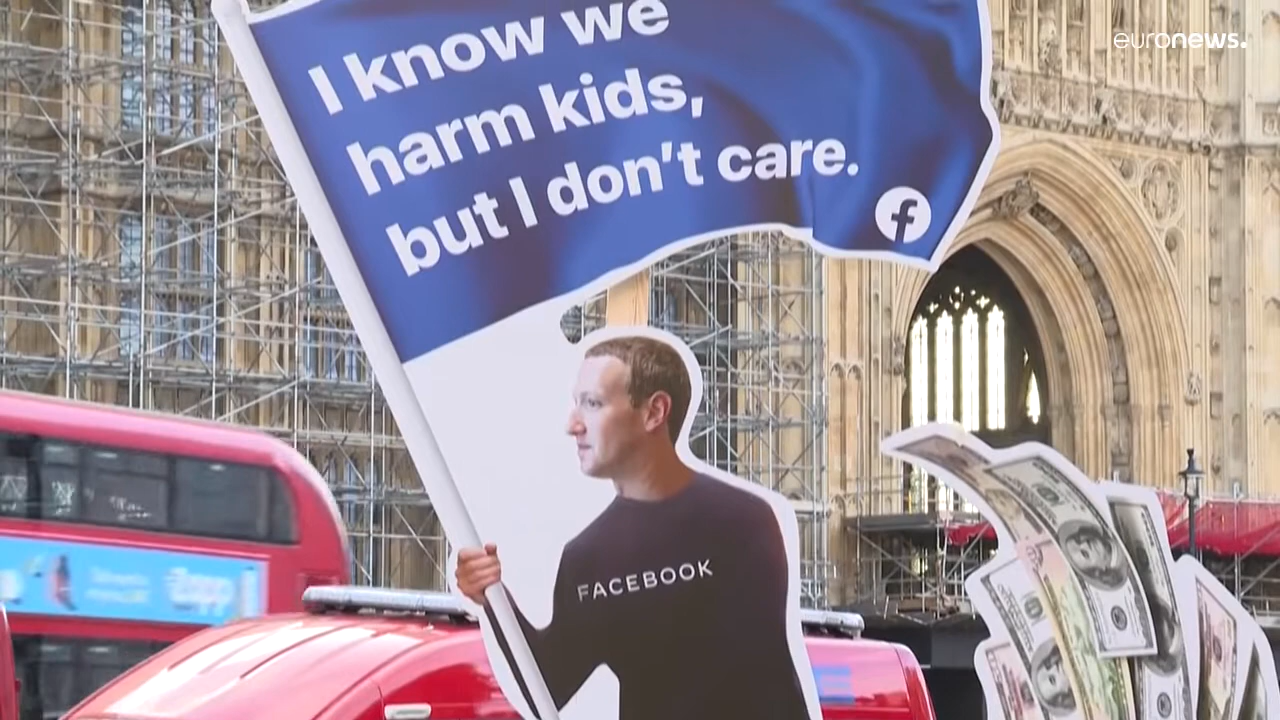 euronews.
I know we
harm kids,
but I don't care.
FACEBOOK